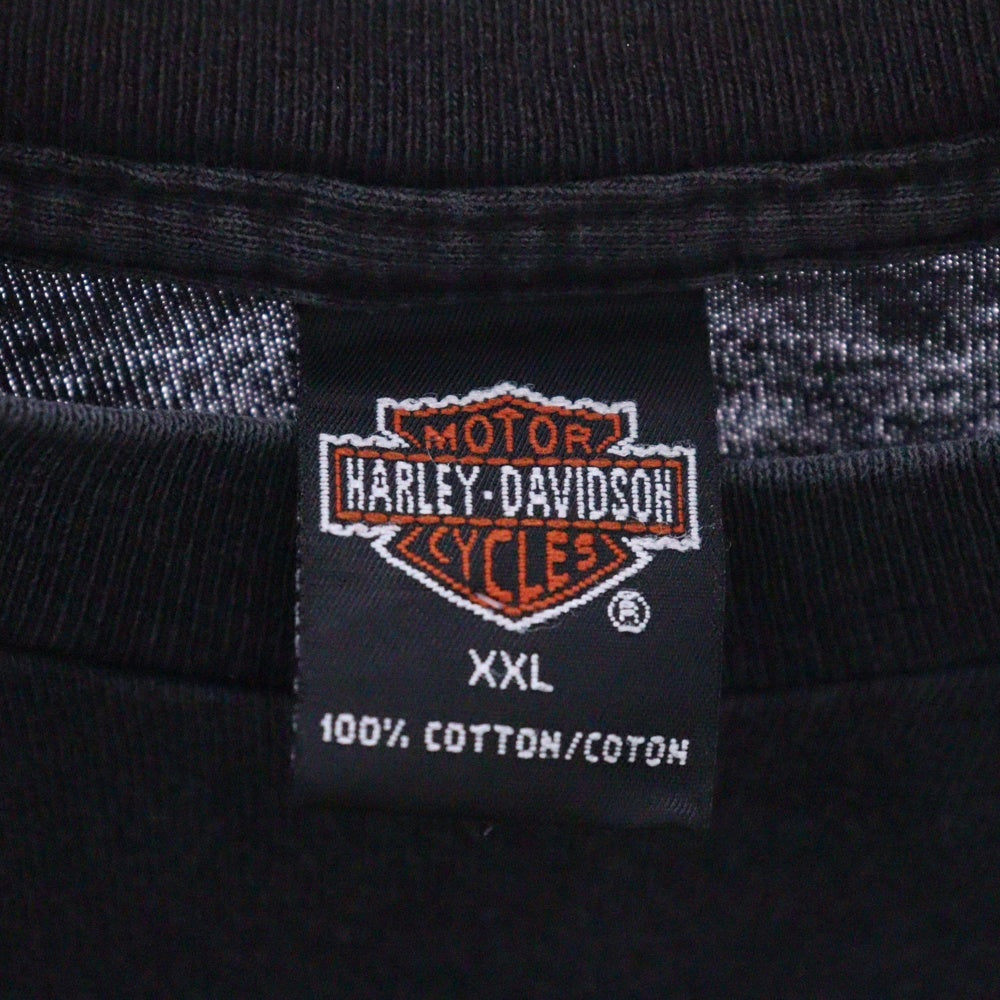 MOTOR
HARLEY-DAVIDSON
CYCLES
®
XXL
100% COTTON/COTON